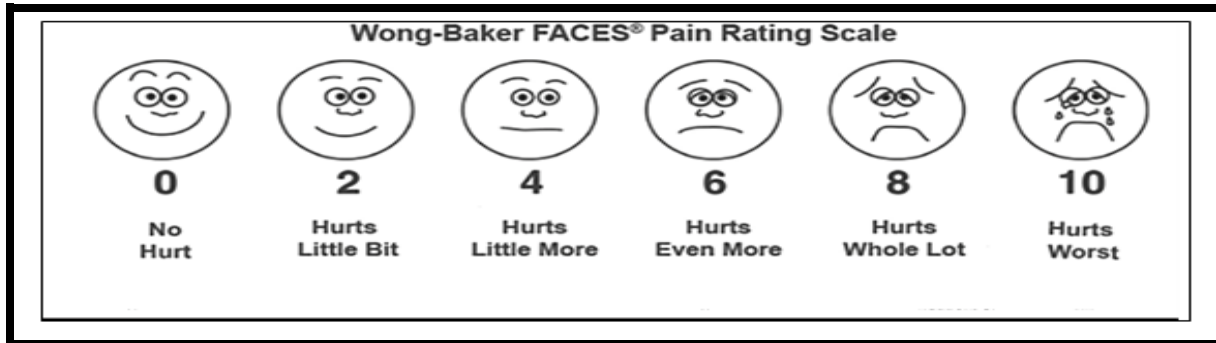 Wong-Baker FACES® Pain Rating Scale
0 2 4 6 8 10
No Hurts Hurts Hurts Hurts Hurts
Hurt Little Bit Little More Even More Whole Lot Worst